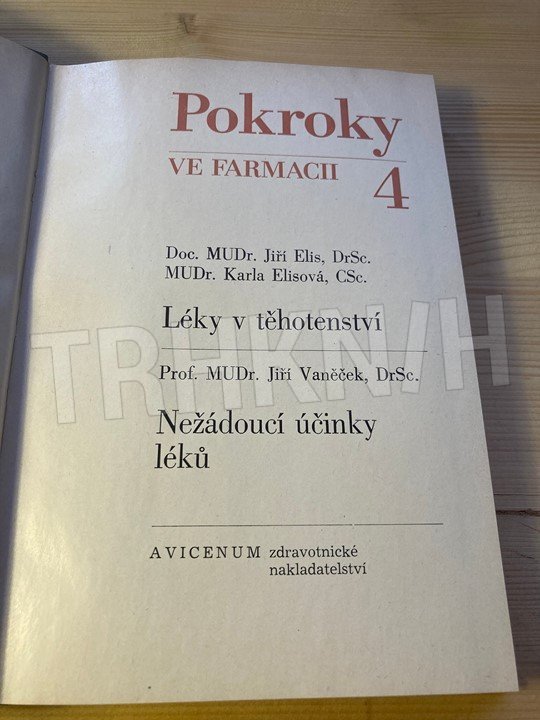 Pokroky
VE FARMACII 4
Doc. MUDr. Jiří Elis, DrSc.
MUDr. Karla Elisová, CSc.
Léky v těhotenství
TRHKNIH
Prof. MUDr. Jiří Vaněček, DrSc.
Nežádoucí účinky
léků
AVICENUM zdravotnické
nakladatelství